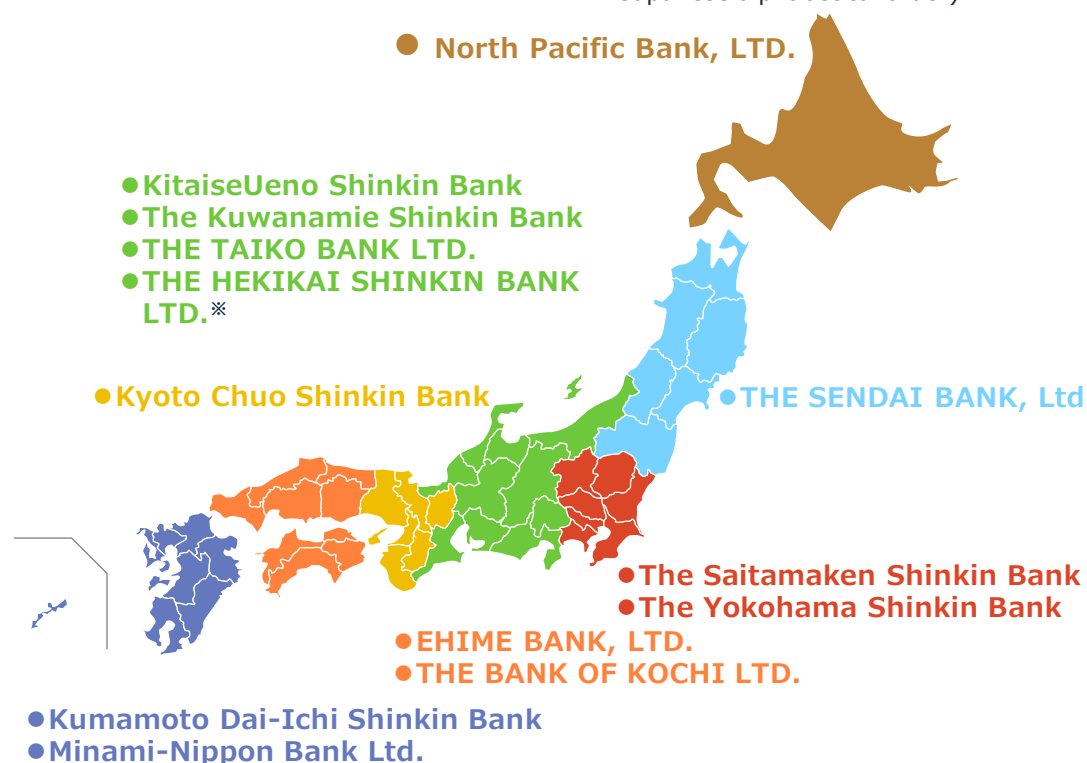 ● North Pacific Bank, LTD.
●KitaiseUeno Shinkin Bank
●The Kuwanamie Shinkin Bank
●THE TAIKO BANK LTD.
●THE HEKIKAI SHINKIN BANK
LTD.※
●Kyoto Chuo Shinkin Bank
●THE SENDAI BANK, Ltd
●The Saitamaken Shinkin Bank
●The Yokohama Shinkin Bank
●EHIME BANK, LTD.
●THE BANK OF KOCHI LTD.
●Kumamoto Dai-Ichi Shinkin Bank
●Minami-Nippon Bank Ltd.